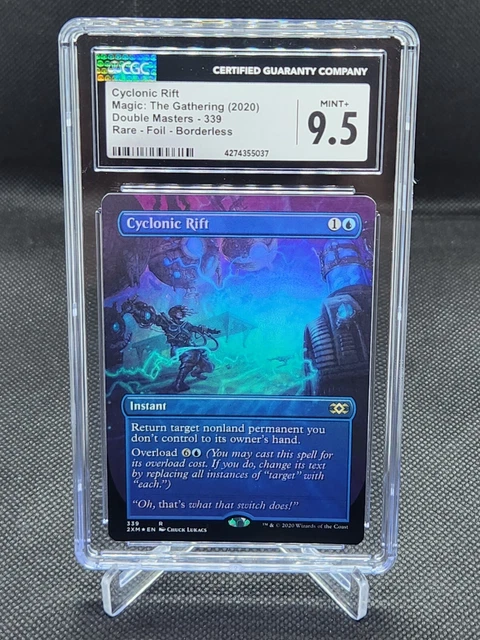 CGC
CERTIFIED GUARANTY COMPANY
Cyclonic Rift
Magic: The Gathering (2020)
Double Masters - 339
Rare - Foil - Borderless
MINT+
9.5
4274355037
Cyclonic Rift
1
Instant
Return target nonland permanent you
don't control to its owner's hand.
Overload 6 (You may cast this spell for
its overload cost. If you do, change its text
by replacing all instances of "target" with
"each.")
"Oh, that's what that switch does!"
339 R
2XM★EN Chuck Lukacs
™ & © 2020 Wizards of the Coast